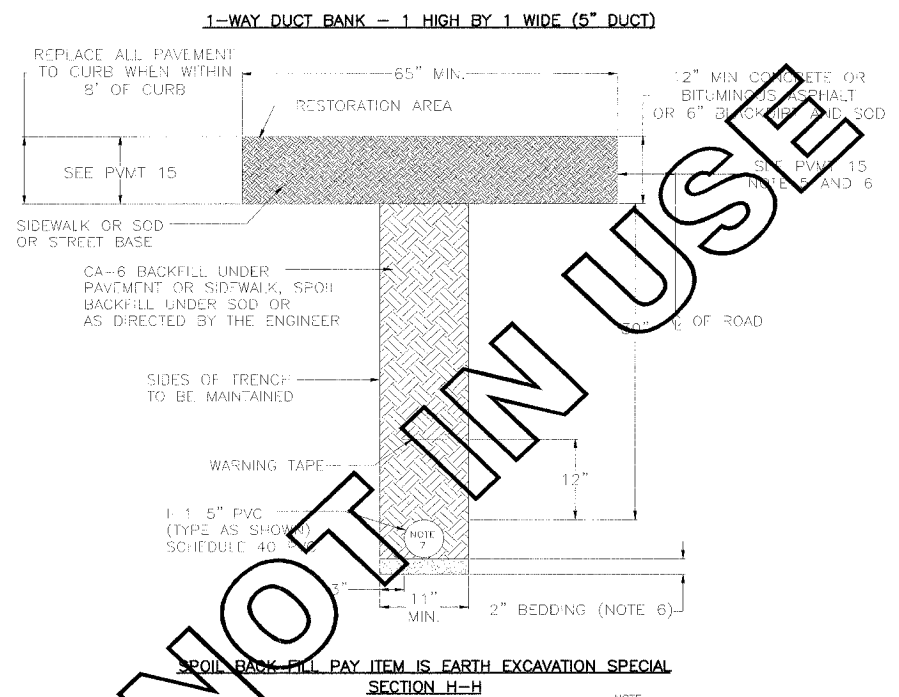 1-WAY DUCT BANK - 1 HIGH BY 1 WIDE (5" DUCT)
REPLACE ALL PAVEMENT
TO CURB WHEN WITHIN
8' OF CURB
65" MIN.
12" MIN CONCRETE OR
BITUMINOUS ASPHALT
OR 6" BLACKDIRT AND SOD
RESTORATION AREA
SEE PVMT 15
SEE PVMT 15
NOTE 5 AND 6
SIDEWALK OR SOD
OR STREET BASE
CA-6 BACKFILL UNDER
PAVEMENT OR SIDEWALK, SPOIL
BACKFILL UNDER SOD OR
AS DIRECTED BY THE ENGINEER
OF ROAD
SIDES OF TRENCH
TO BE MAINTAINED
WARNING TAPE
12"
5" PVC
(TYPE AS SHOWN)
SCHEDULE 40 PVC
NOTE
7
3"
11"
MIN.
2" BEDDING (NOTE 6)
SPOIL BACK FILL PAY ITEM IS EARTH EXCAVATION SPECIAL
SECTION H-H
NOTE
NOT IN USE